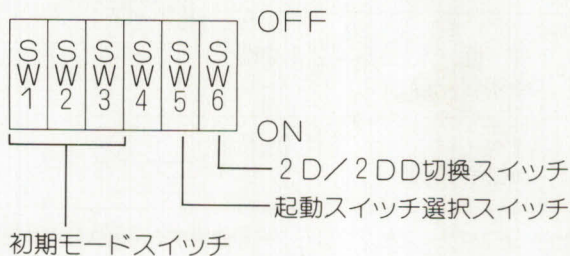 OFF
SW1 SW2 SW3 SW4 SW5 SW6
ON
2D/2DD切換スイッチ
起動スイッチ選択スイッチ
初期モードスイッチ